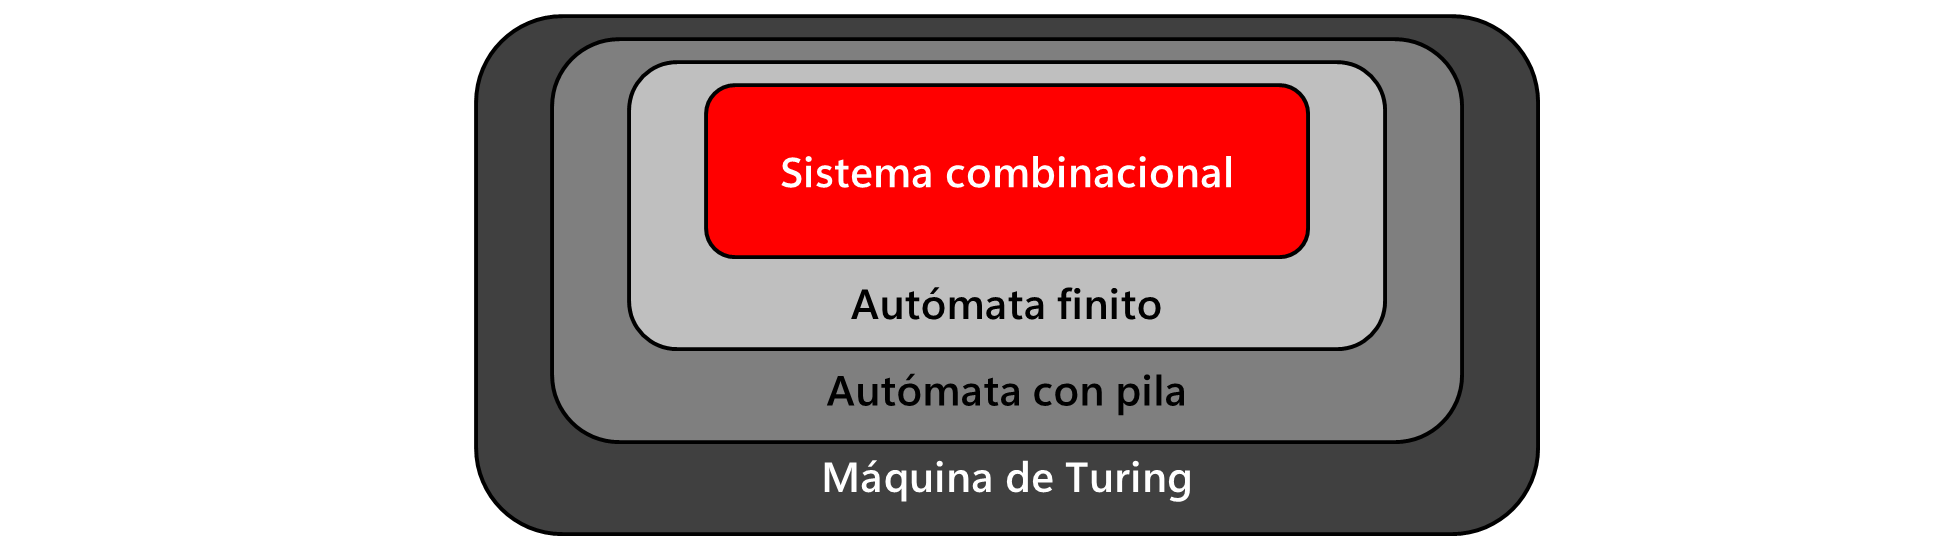 Sistema combinacional
Autómata finito
Autómata con pila
Máquina de Turing